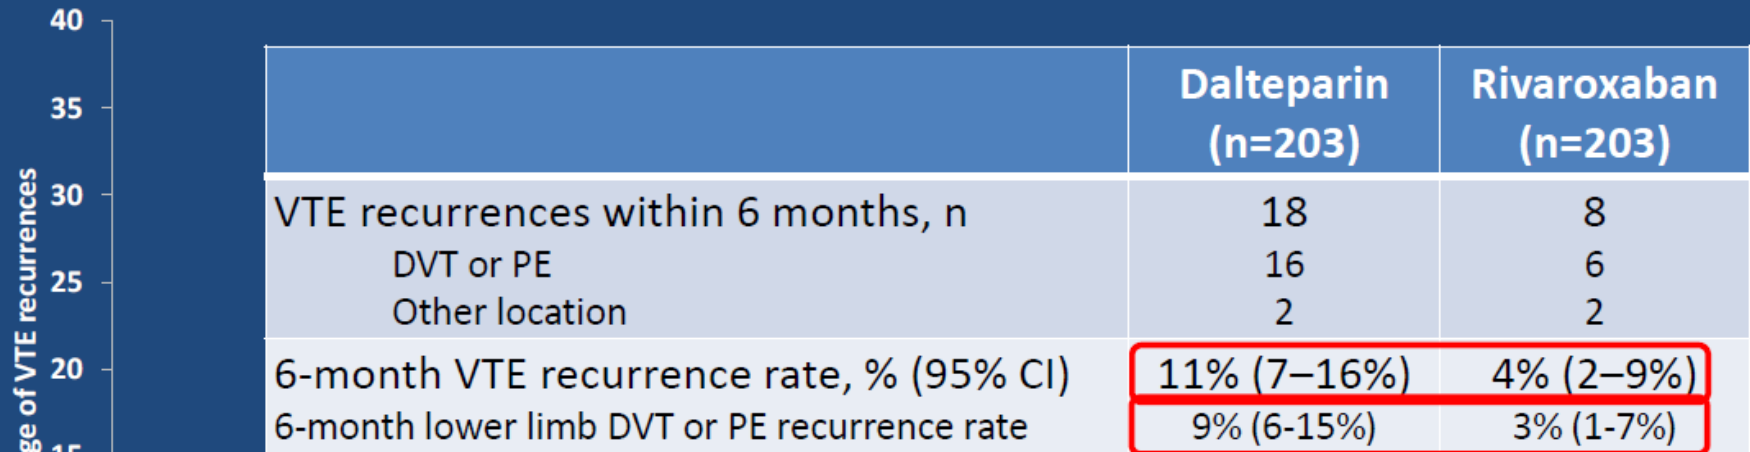 40
35
30
25
20
15
ge of VTE recurrences
Dalteparin Rivaroxaban
(n=203) (n=203)
VTE recurrences within 6 months, n 18 8
DVT or PE 16 6
Other location 2 2
6-month VTE recurrence rate, % (95% CI) 11% (7–16%) 4% (2–9%)
6-month lower limb DVT or PE recurrence rate 9% (6-15%) 3% (1-7%)